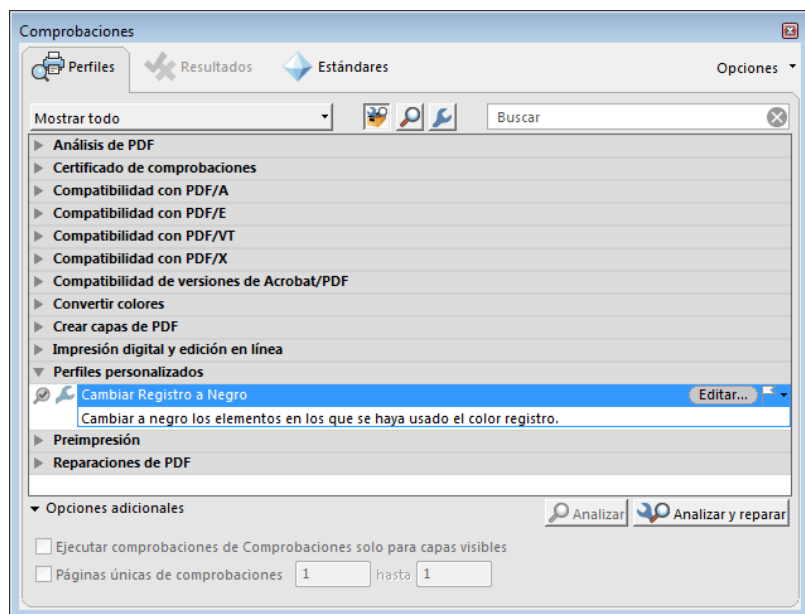 Comprobaciones
Perfiles Resultados Estándares Opciones
Mostrar todo Buscar
Análisis de PDF
Certificado de comprobaciones
Compatibilidad con PDF/A
Compatibilidad con PDF/E
Compatibilidad con PDF/VT
Compatibilidad con PDF/X
Compatibilidad de versiones de Acrobat/PDF
Convertir colores
Crear capas de PDF
Impresión digital y edición en línea
Perfiles personalizados
Cambiar Registro a Negro Editar...
Cambiar a negro los elementos en los que se haya usado el color registro.
Preimpresión
Reparaciones de PDF
Opciones adicionales Analizar Analizar y reparar
Ejecutar comprobaciones de Comprobaciones solo para capas visibles
Páginas únicas de comprobaciones 1 hasta 1